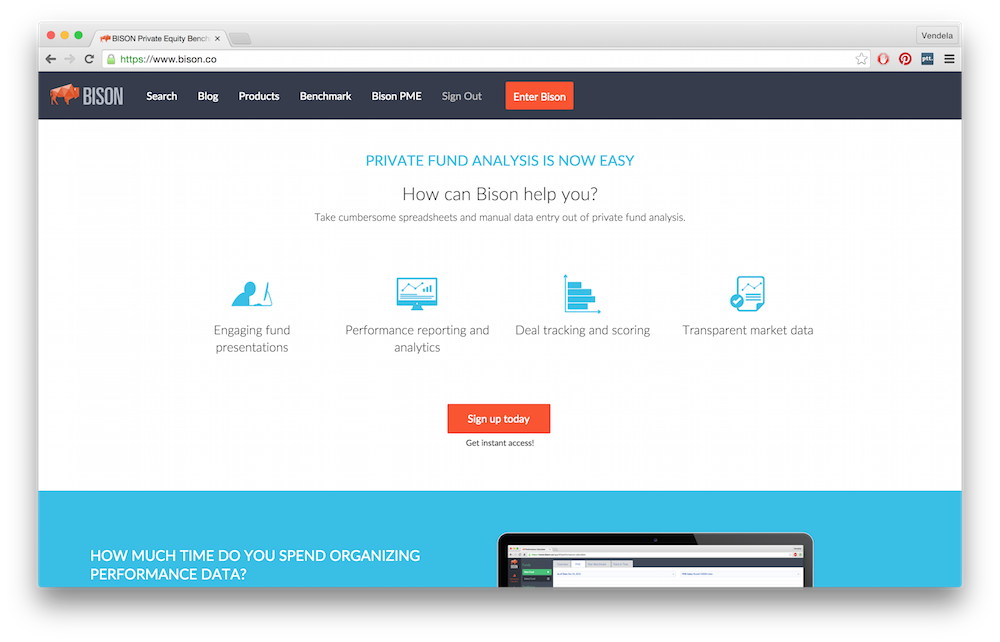 BISON Private Equity Bench
Vendela
https://www.bison.co
ptt.
BISON
Search
Blog
Products
Benchmark
Bison PME
Sign Out
Enter Bison
PRIVATE FUND ANALYSIS IS NOW EASY
How can Bison help you?
Take cumbersome spreadsheets and manual data entry out of private fund analysis.
Engaging fund
presentations
Performance reporting and
analytics
Deal tracking and scoring
Transparent market data
Sign up today
Get instant access!
HOW MUCH TIME DO YOU SPEND ORGANIZING
PERFORMANCE DATA?